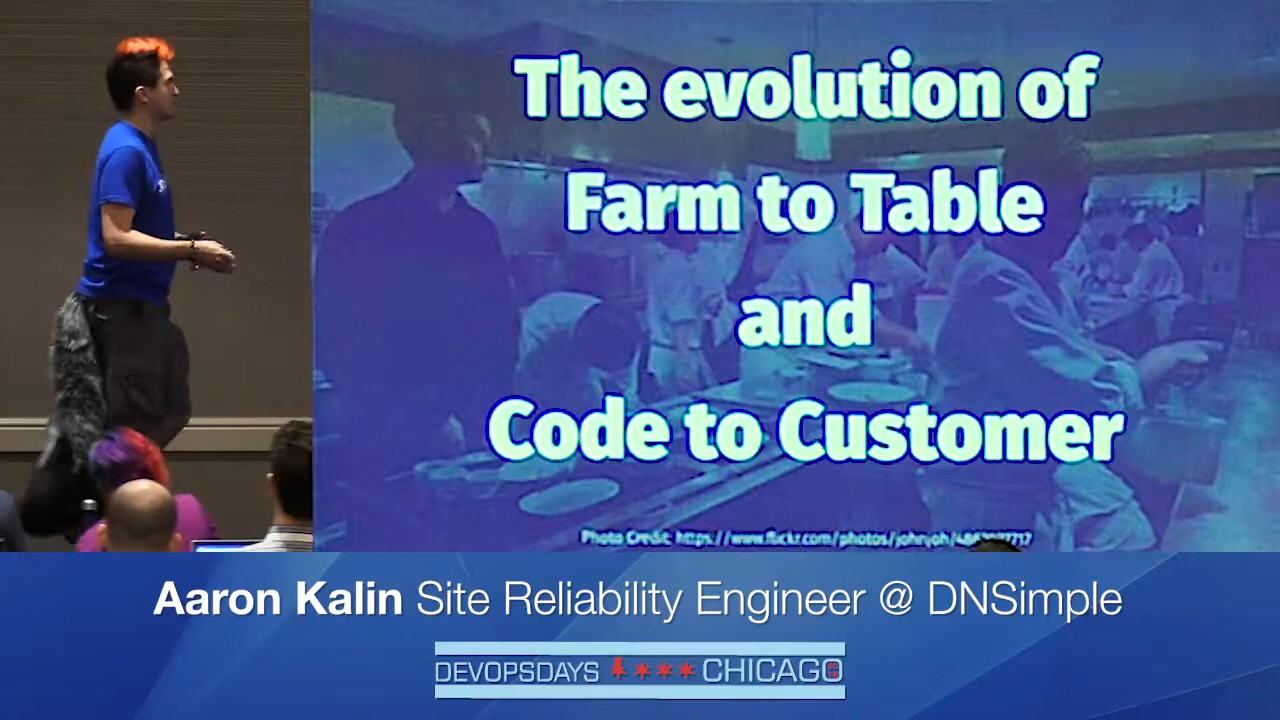 The evolution of
Farm to Table
and
Code to Customer
Photo Credit: https://www.flickr.com/photos/johnjoh/
Aaron Kalin Site Reliability Engineer @ DNSimple
DEVOPSDAYS CHICAGO